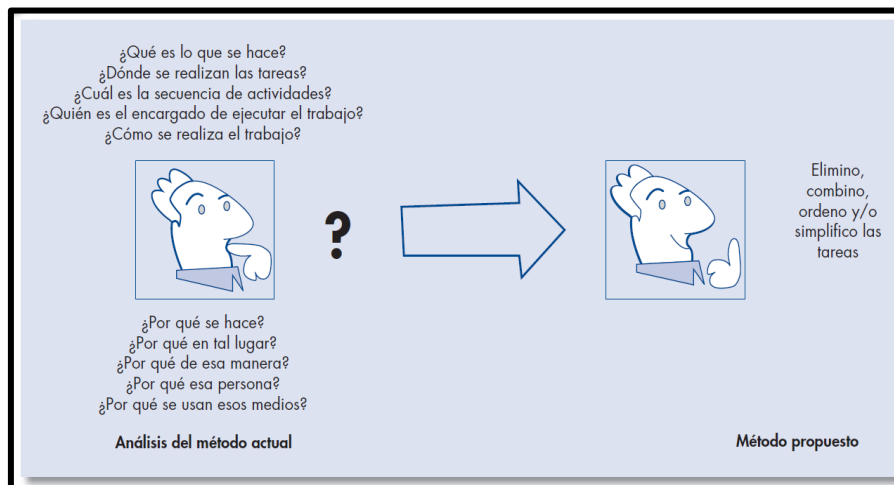 ¿Qué es lo que se hace?
¿Dónde se realizan las tareas?
¿Cuál es la secuencia de actividades?
¿Quién es el encargado de ejecutar el trabajo?
¿Cómo se realiza el trabajo?
?
Elimino,
combino,
ordeno y/o
simplifico las
tareas
¿Por qué se hace?
¿Por qué en tal lugar?
¿Por qué de esa manera?
¿Por qué esa persona?
¿Por qué se usan esos medios?
Análisis del método actual
Método propuesto